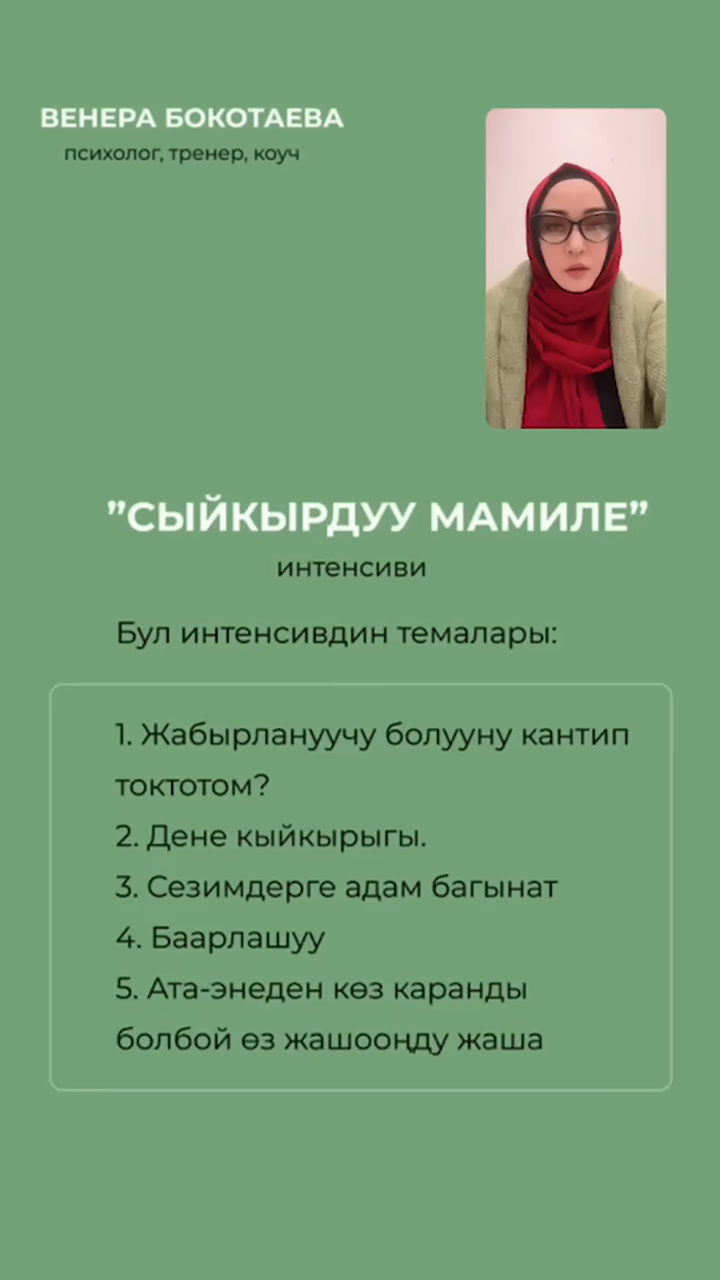 ВЕНЕРА БОКОТАЕВА
психолог, тренер, коуч
”СЫЙКЫРДУУ МАМИЛЕ”
интенсиви
Бул интенсивдин темалары:
1. Жабырлануучу болууну кантип
токтотом?
2. Дене кыйкырыгы.
3. Сезимдерге адам багынат
4. Баарлашуу
5. Ата-энеден көз каранды
болбой өз жашооңду жаша